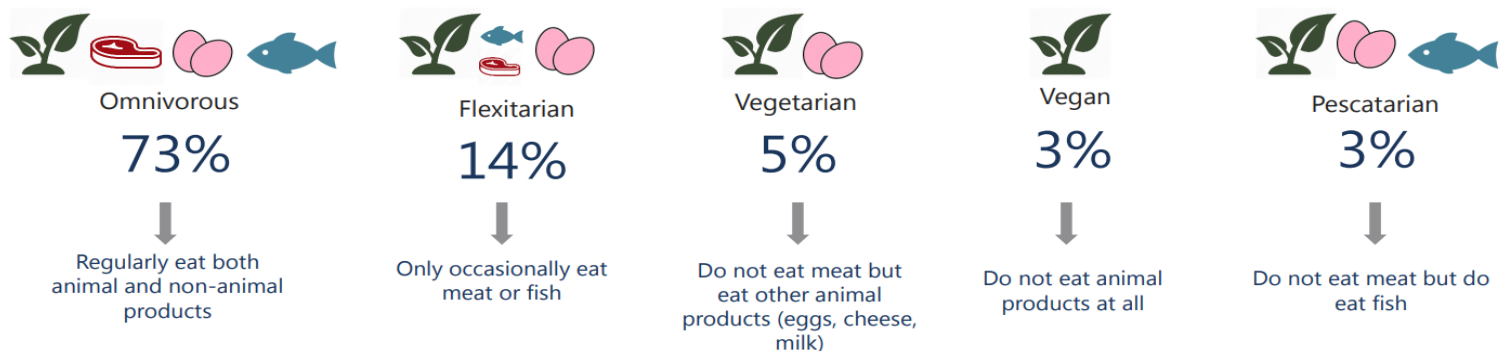 Omnivorous
73%
Regularly eat both
animal and non-animal
products
Flexitarian
14%
Only occasionally eat
meat or fish
Vegetarian
5%
Do not eat meat but
eat other animal
products (eggs, cheese,
milk)
Vegan
3%
Do not eat animal
products at all
Pescatarian
3%
Do not eat meat but do
eat fish